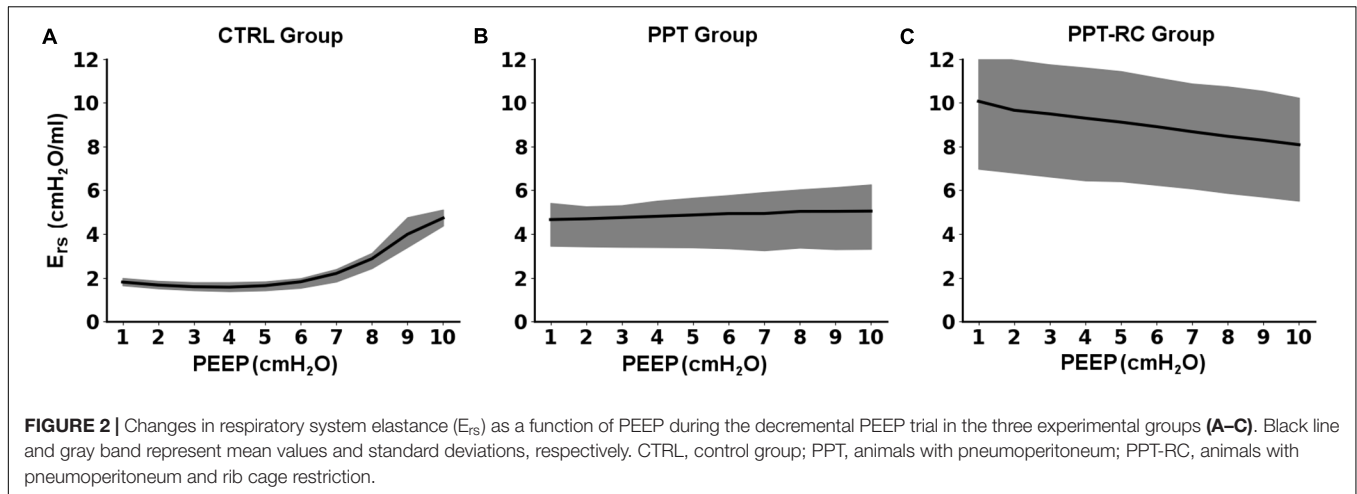 A CTRL Group
12
10
8
6
4
2
0
E_rs (cmH₂O/ml)
1 2 3 4 5 6 7 8 9 10
PEEP (cmH₂O)
B PPT Group
12
10
8
6
4
2
0
1 2 3 4 5 6 7 8 9 10
PEEP (cmH₂O)
C PPT-RC Group
12
10
8
6
4
2
0
1 2 3 4 5 6 7 8 9 10
PEEP (cmH₂O)
FIGURE 2 | Changes in respiratory system elastance (E_rs) as a function of PEEP during the decremental PEEP trial in the three experimental groups (A–C). Black line
and gray band represent mean values and standard deviations, respectively. CTRL, control group; PPT, animals with pneumoperitoneum; PPT-RC, animals with
pneumoperitoneum and rib cage restriction.